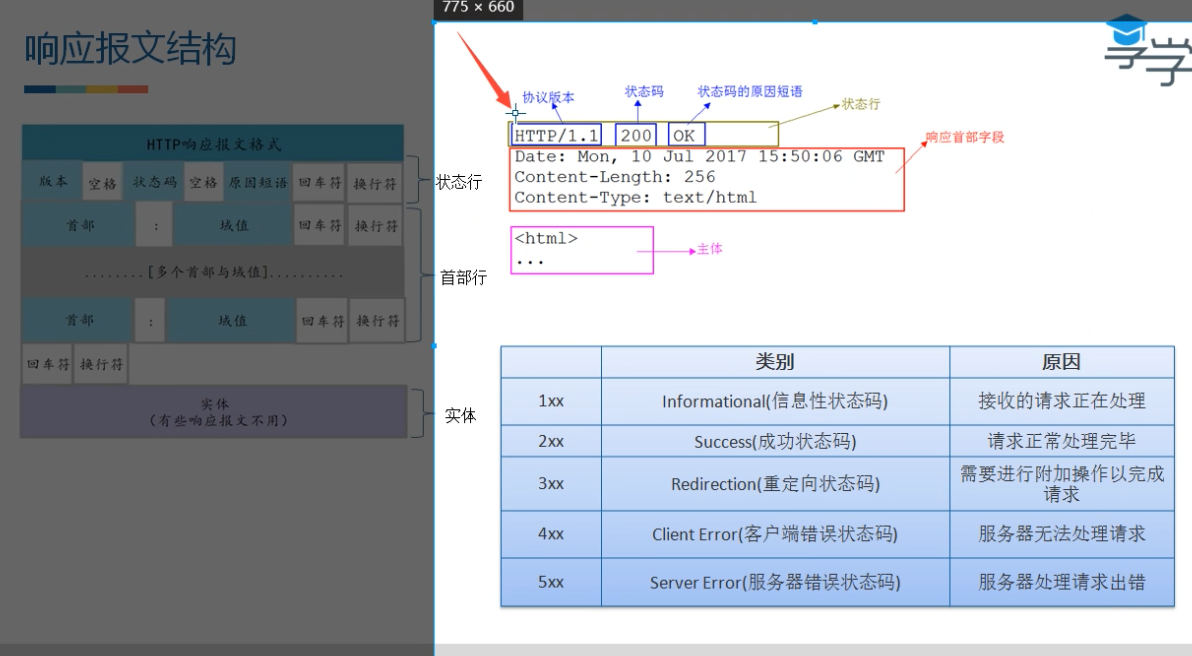 775 × 660
响应报文结构
学
HTTP响应报文格式
版本 空格 状态码 空格 原因短语 回车符 换行符
状态行
首部 : 域值 回车符 换行符
........[多个首部与域值]..........
首部行
首部 : 域值 回车符 换行符
回车符 换行符
实体
(有些响应报文不用)
实体
协议版本 状态码 状态码的原因短语 状态行
HTTP/1.1 200 OK
响应首部字段
Date: Mon, 10 Jul 2017 15:50:06 GMT
Content-Length: 256
Content-Type: text/html
<html>
...
主体
类别 原因
1xx Informational(信息性状态码) 接收的请求正在处理
2xx Success(成功状态码) 请求正常处理完毕
3xx Redirection(重定向状态码) 需要进行附加操作以完成
请求
4xx Client Error(客户端错误状态码) 服务器无法处理请求
5xx Server Error(服务器错误状态码) 服务器处理请求出错